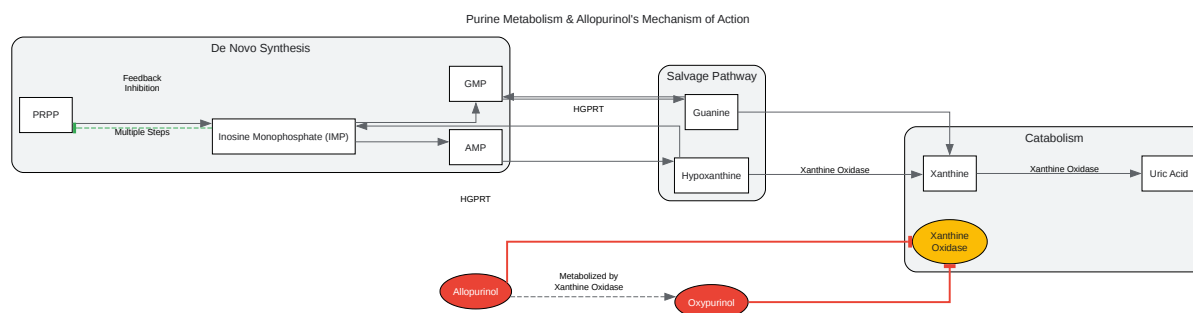 Purine Metabolism & Allopurinol's Mechanism of Action
De Novo Synthesis
Feedback
Inhibition
PRPP
Multiple Steps
Inosine Monophosphate (IMP)
GMP
AMP
HGPRT
HGPRT
Salvage Pathway
Guanine
Hypoxanthine
Xanthine Oxidase
Catabolism
Xanthine
Xanthine Oxidase
Uric Acid
Xanthine
Oxidase
Allopurinol
Metabolized by
Xanthine Oxidase
Oxypurinol